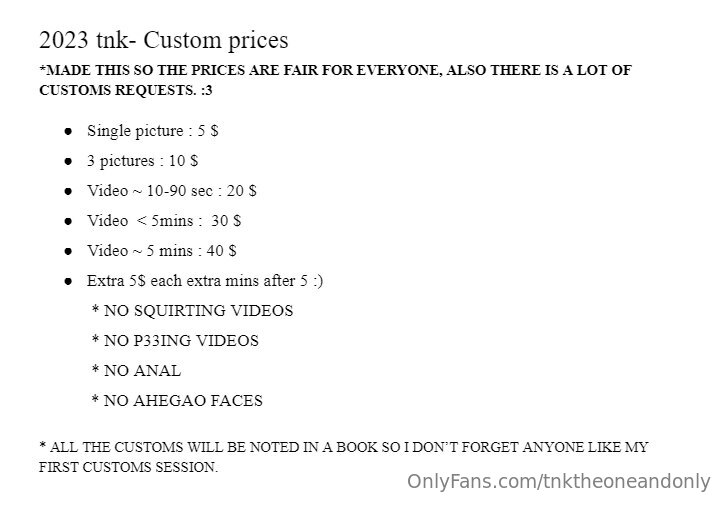 2023 tnk- Custom prices
*MADE THIS SO THE PRICES ARE FAIR FOR EVERYONE, ALSO THERE IS A LOT OF
CUSTOMS REQUESTS. :3
● Single picture : 5 $
● 3 pictures : 10 $
● Video ~ 10-90 sec : 20 $
● Video < 5mins : 30 $
● Video ~ 5 mins : 40 $
● Extra 5$ each extra mins after 5 :)
* NO SQUIRTING VIDEOS
* NO P33ING VIDEOS
* NO ANAL
* NO AHEGAO FACES
* ALL THE CUSTOMS WILL BE NOTED IN A BOOK SO I DON’T FORGET ANYONE LIKE MY
FIRST CUSTOMS SESSION.
OnlyFans.com/tnktheoneandonly